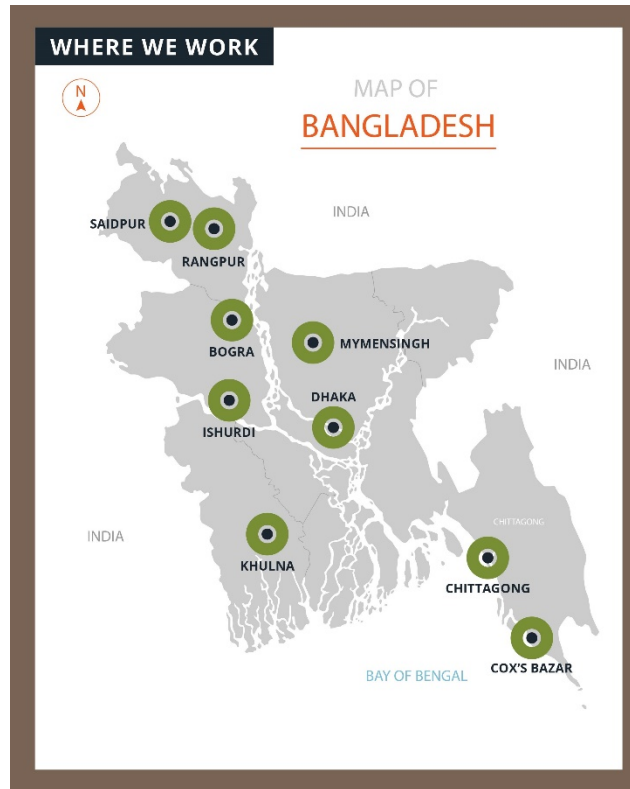 WHERE WE WORK
N
MAP OF
BANGLADESH
INDIA
SAIDPUR
RANGPUR
BOGRA
MYMENSINGH
INDIA
DHAKA
ISHURDI
CHITTAGONG
INDIA
KHULNA
CHITTAGONG
COX'S BAZAR
BAY OF BENGAL